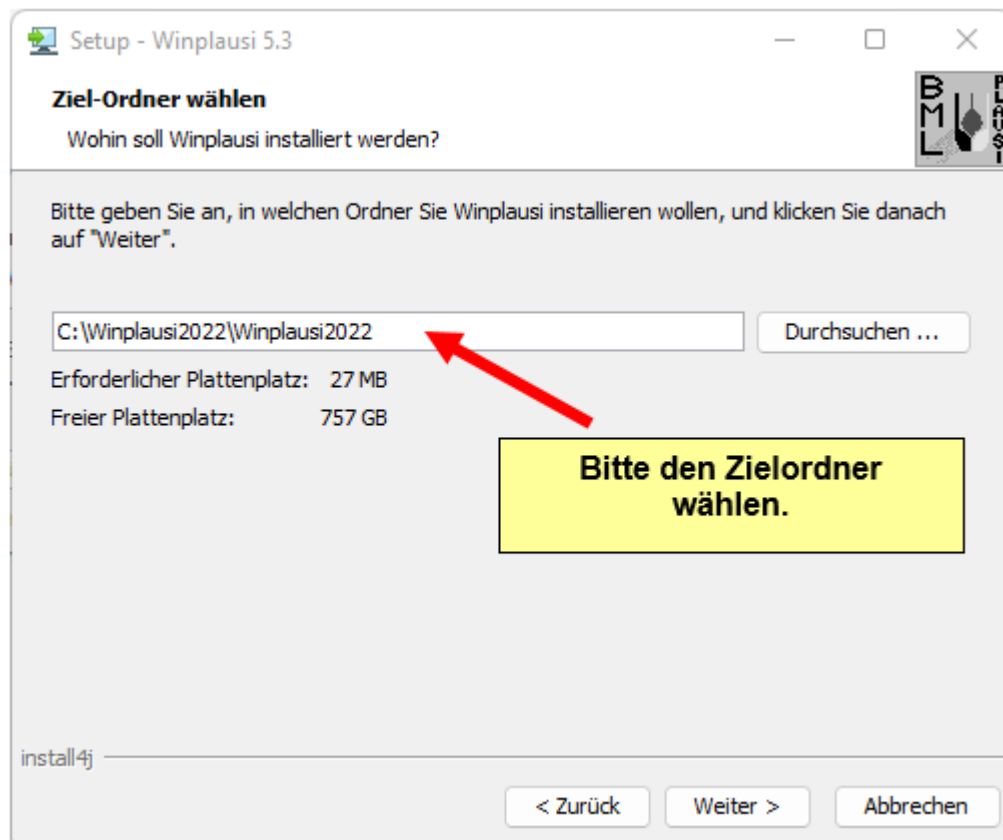 Setup - Winplausi 5.3
Ziel-Ordner wählen
Wohin soll Winplausi installiert werden?
BML
PLAUSI
Bitte geben Sie an, in welchen Ordner Sie Winplausi installieren wollen, und klicken Sie danach
auf "Weiter".
C:\Winplausi2022\Winplausi2022
Durchsuchen ...
Erforderlicher Plattenplatz: 27 MB
Freier Plattenplatz: 757 GB
Bitte den Zielordner
wählen.
install4j
< Zurück
Weiter >
Abbrechen